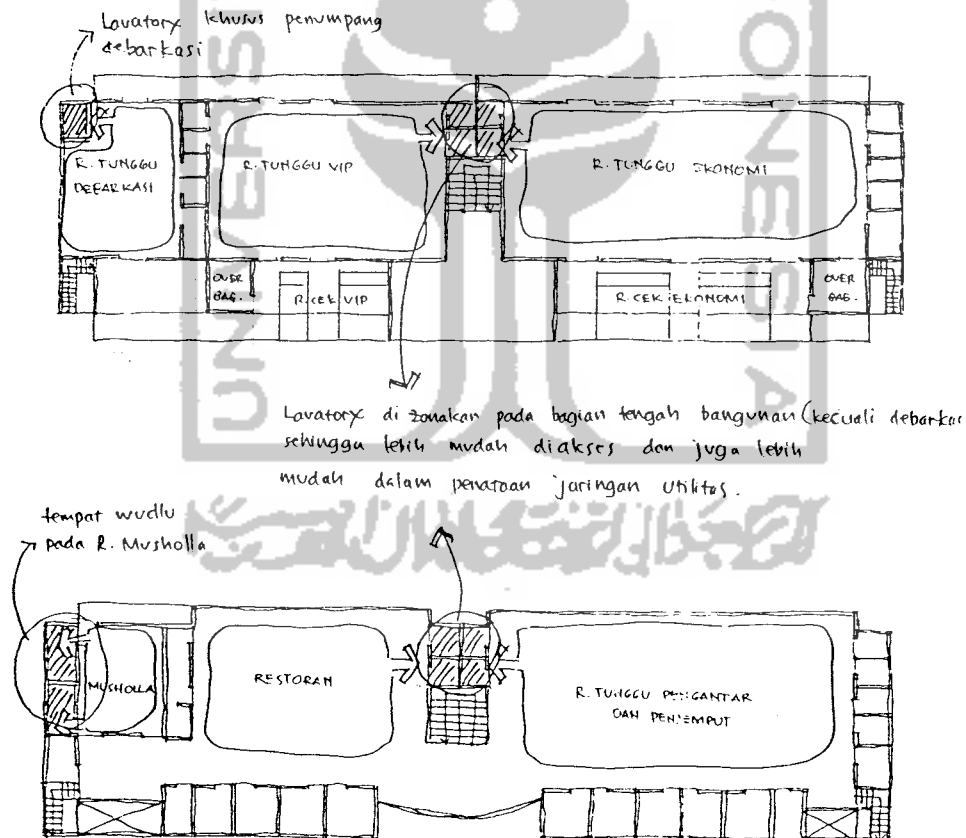 Lavatory khusus penumpang
debarkasi
R. TUNGGU
DEBARKASI
R. TUNGGU VIP
R. TUNGGU EKONOMI
OVER
BAG.
R. CEK VIP
R. CEK EKONOMI
OVER
BAG.
Lavatory di zonakan pada bagian tengah bangunan (kecuali debarkas
sehingga lebih mudah diakses dan juga lebih
mudah dalam penataan jaringan utilitas.
tempat wudlu
pada R. Musholla
MUSHOLLA
RESTORAN
R. TUNGGU PENGANTAR
DAN PENJEMPUT